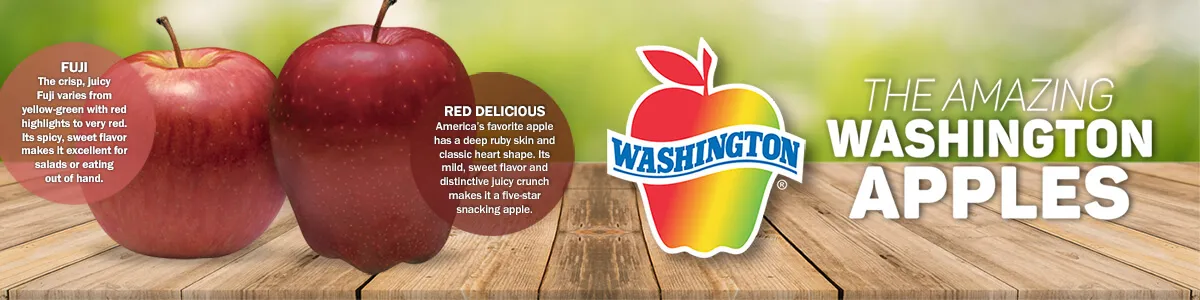 FUJI
The crisp, juicy
Fuji varies from
yellow-green with red
highlights to very red.
Its spicy, sweet flavor
makes it excellent for
salads or eating
out of hand.
RED DELICIOUS
America's favorite apple
has a deep ruby skin and
classic heart shape. Its
mild, sweet flavor and
distinctive juicy crunch
makes it a five-star
snacking apple.
WASHINGTON
®
THE AMAZING
WASHINGTON
APPLES